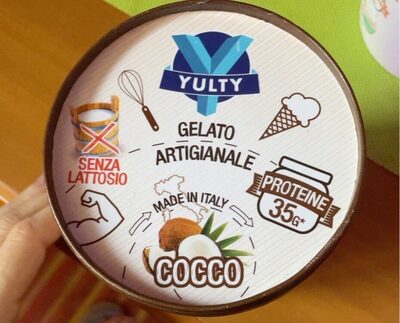 YULTY
GELATO
ARTIGIANALE
SENZA
LATTOSIO
PROTEINE
35G*
MADE IN ITALY
COCCO